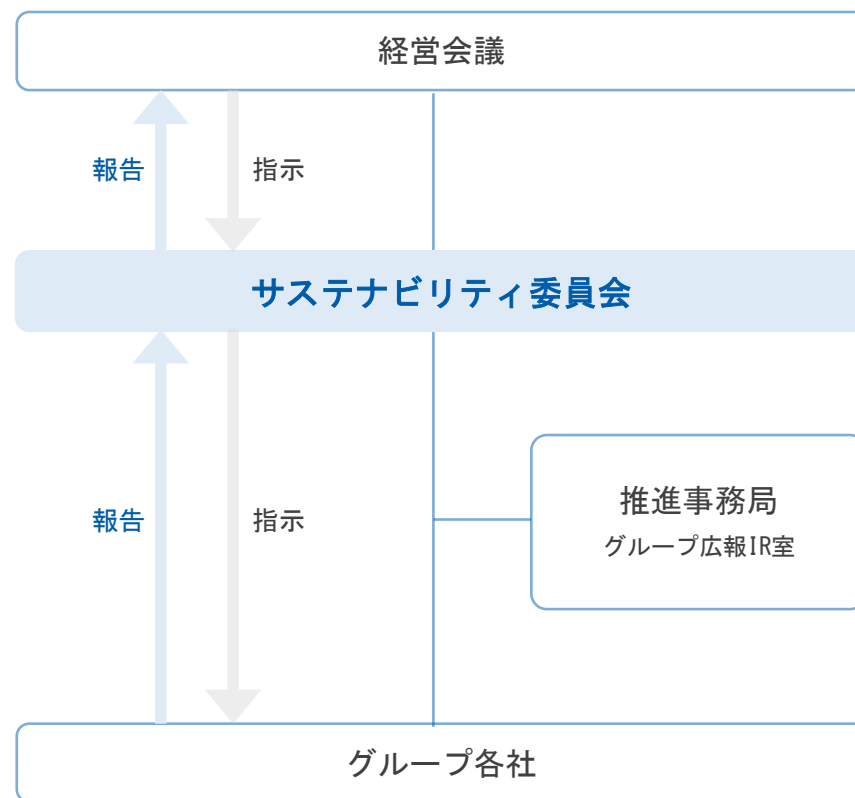 経営会議
報告
指示
サステナビリティ委員会
推進事務局
グループ広報IR室
報告
指示
グループ各社